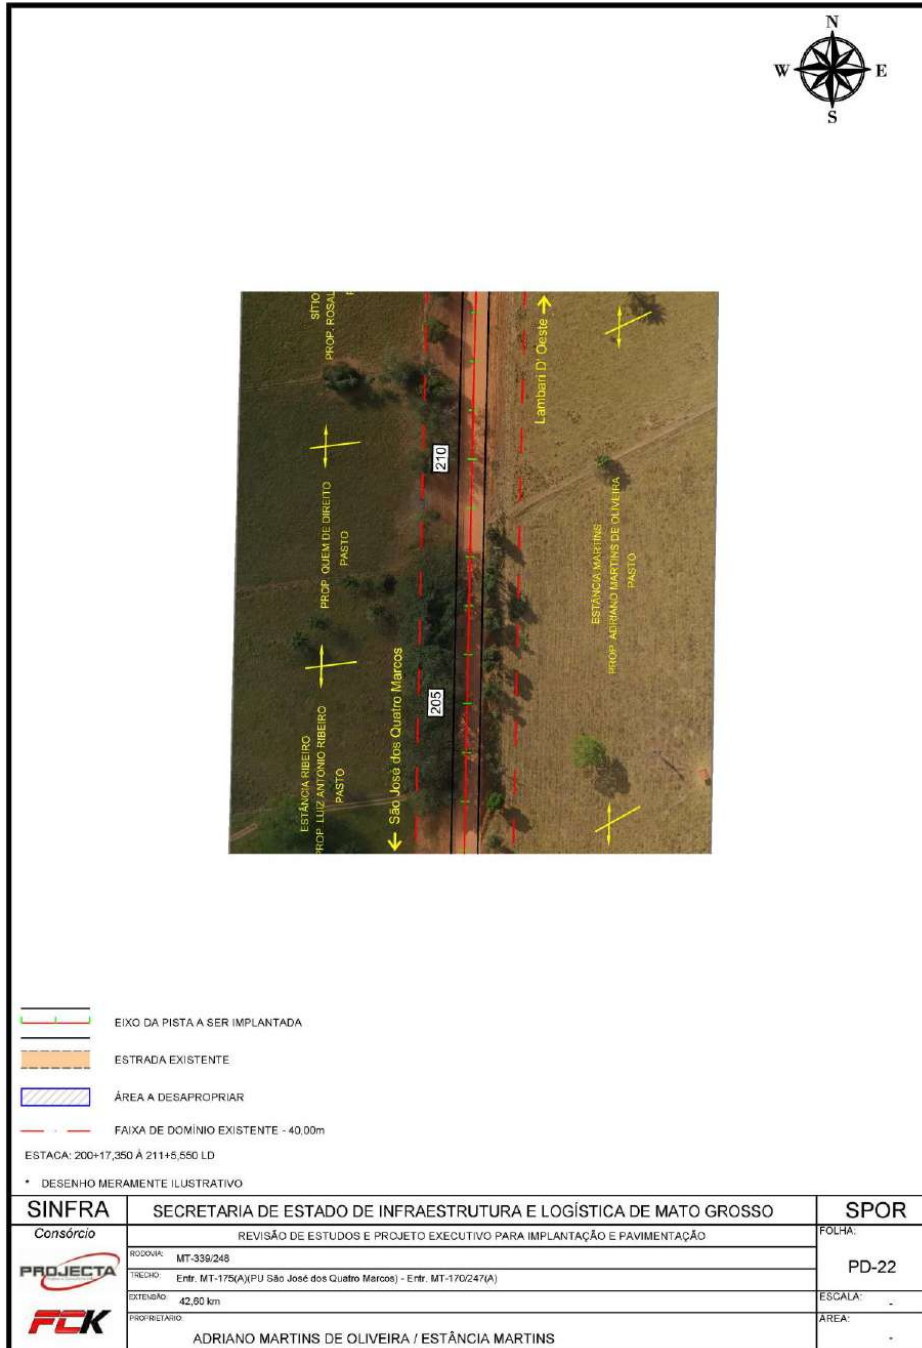 N
W
E
S
SÍTIO
PROP. ROSAL
Lambari D' Oeste
210
PROP. QUEM DE DIREITO
PASTO
ESTÂNCIA MARTINS
PROP. ADRIANO MARTINS DE OLIVEIRA
PASTO
205
São José dos Quatro Marcos
ESTÂNCIA RIBEIRO
PROP. LUIZ ANTONIO RIBEIRO
PASTO
EIXO DA PISTA A SER IMPLANTADA
ESTRADA EXISTENTE
ÁREA A DESAPROPRIAR
FAIXA DE DOMÍNIO EXISTENTE - 40,00m
ESTACA: 200+17,350 À 211+5,550 LD
* DESENHO MERAMENTE ILUSTRATIVO
SINFRA
SECRETARIA DE ESTADO DE INFRAESTRUTURA E LOGÍSTICA DE MATO GROSSO
SPOR
Consórcio
REVISÃO DE ESTUDOS E PROJETO EXECUTIVO PARA IMPLANTAÇÃO E PAVIMENTAÇÃO
FOLHA:
PROJECTA
RODOVIA: MT-339/248
PD-22
TRECHO: Entr. MT-175(A)(PU São José dos Quatro Marcos) - Entr. MT-170/247(A)
EXTENSÃO: 42,60 km
ESCALA: -
FCK
PROPRIETÁRIO:
ÁREA:
ADRIANO MARTINS DE OLIVEIRA / ESTÂNCIA MARTINS
-